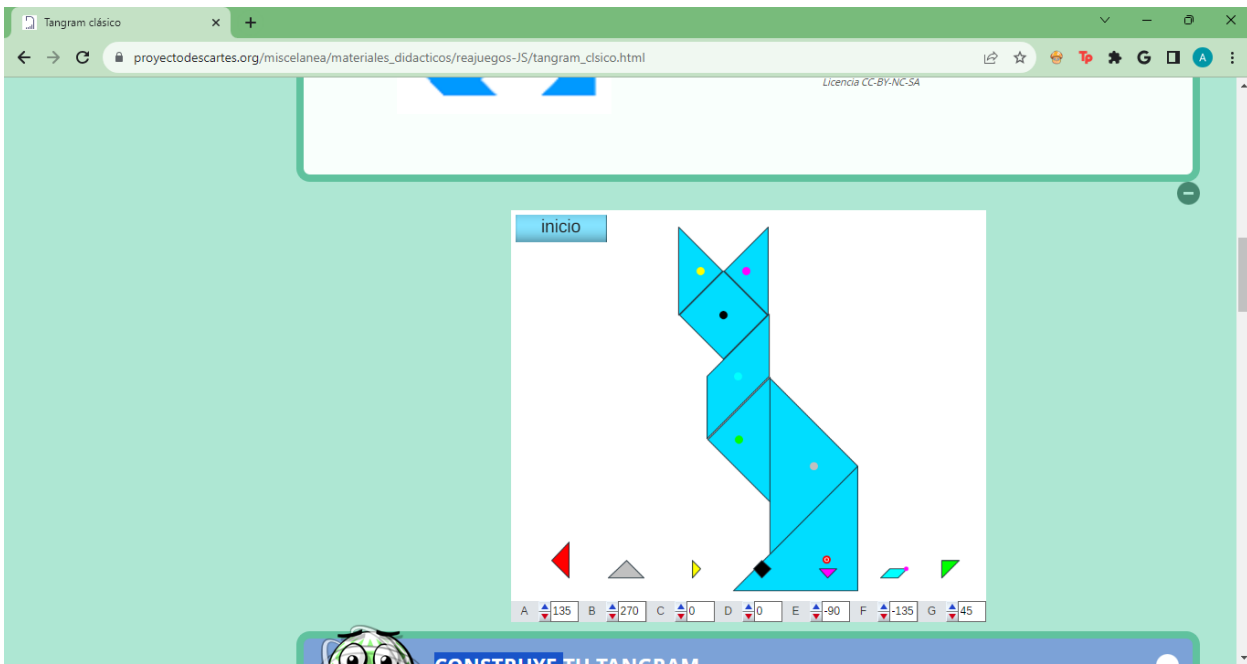 Tangram clásico
proyectodescartes.org/miscelanea/materiales_didacticos/reajuegos-JS/tangram_clsico.html
Tp
G
A
Licencia CC-BY-NC-SA
inicio
A 135 B 270 C 0 D 0 E -90 F -135 G 45
CONSTRUYE TU TANGRAM